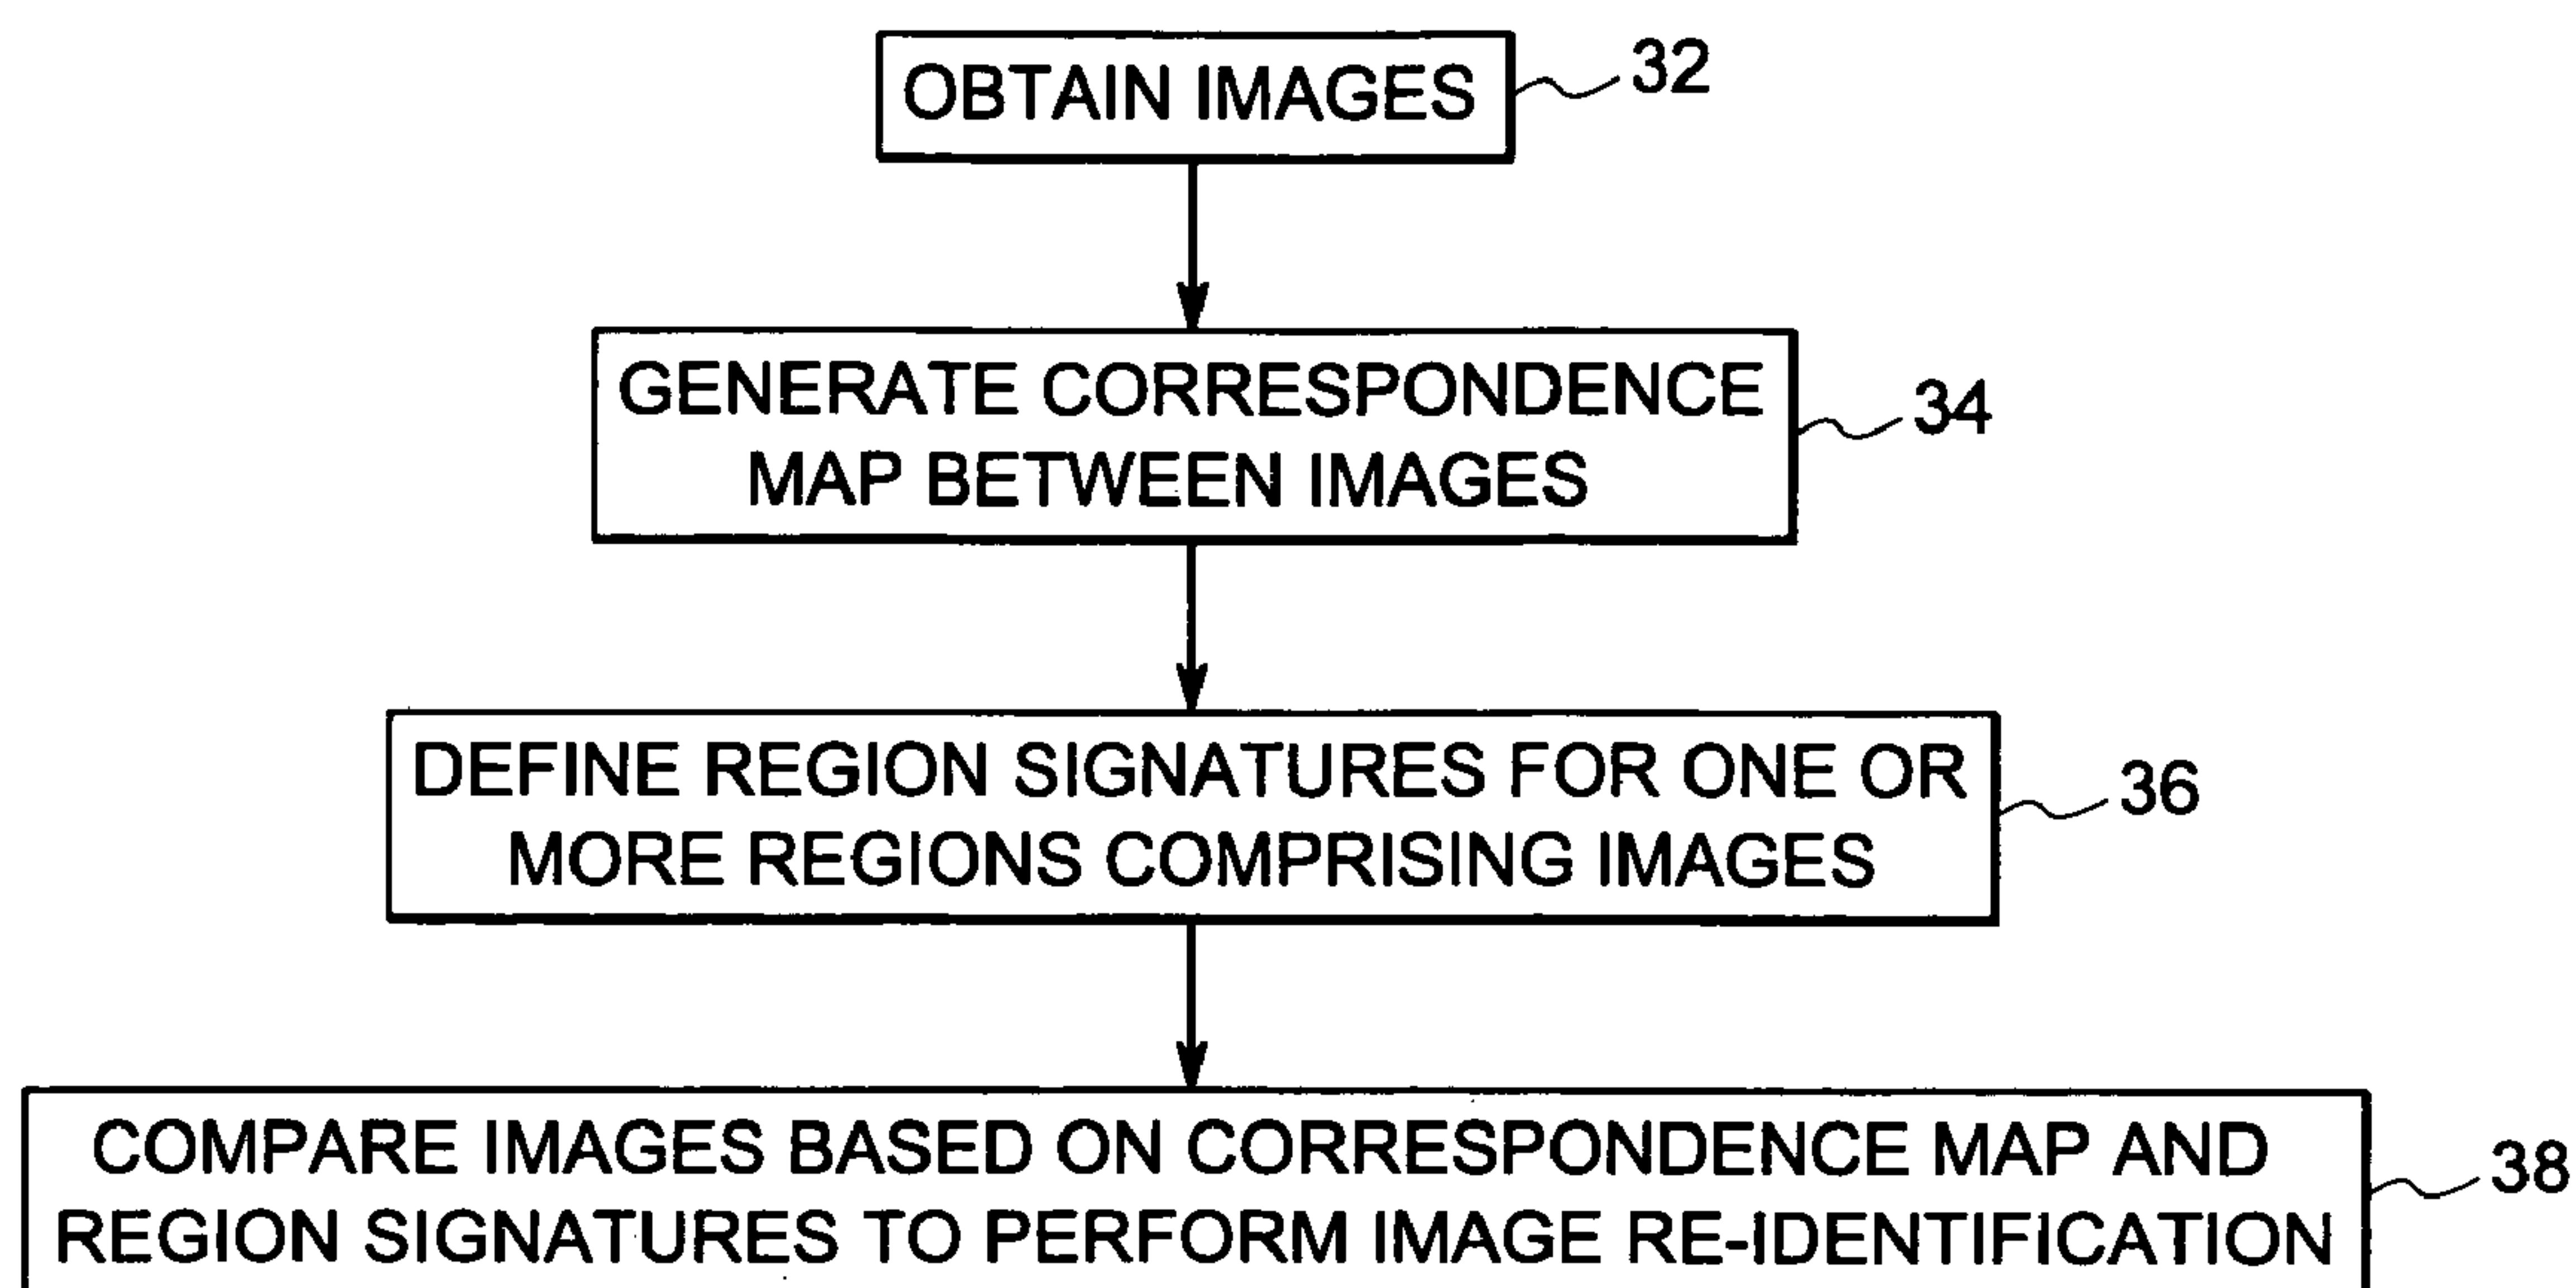 OBTAIN IMAGES
32
GENERATE CORRESPONDENCE
MAP BETWEEN IMAGES
34
DEFINE REGION SIGNATURES FOR ONE OR
MORE REGIONS COMPRISING IMAGES
36
COMPARE IMAGES BASED ON CORRESPONDENCE MAP AND
REGION SIGNATURES TO PERFORM IMAGE RE-IDENTIFICATION
38